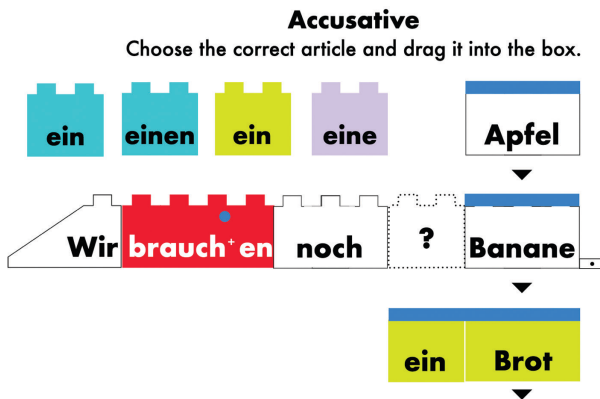 Accusative
Choose the correct article and drag it into the box.
ein einen ein eine Apfel
Wir brauch+en noch ? Banane
ein Brot